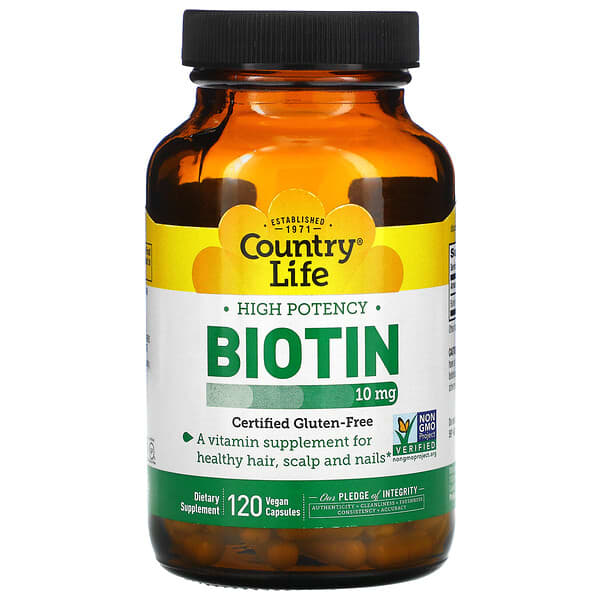 ESTABLISHED
1971
Country®
Life
• HIGH POTENCY •
BIOTIN
10 mg
Certified Gluten-Free
A vitamin supplement for
healthy hair, scalp and nails*
NON
GMO
Project
VERIFIED
nongmoproject.org
Dietary
Supplement
120 Vegan
Capsules
Our PLEDGE of INTEGRITY
AUTHENTICITY • CLEANLINESS • FRESHNESS
CONSISTENCY • ACCURACY